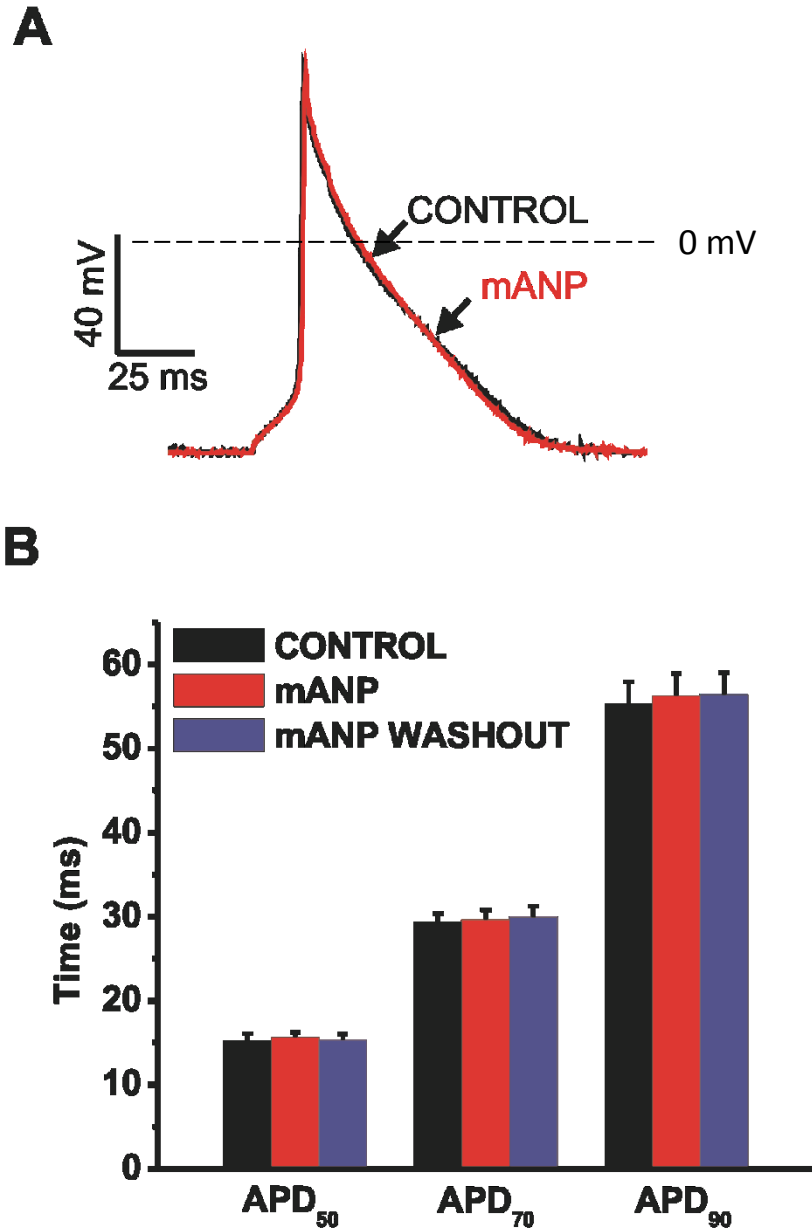 A
CONTROL
0 mV
mANP
40 mV
25 ms
B
CONTROL
mANP
mANP WASHOUT
Time (ms)
60
50
40
30
20
10
0
APD50
APD70
APD90